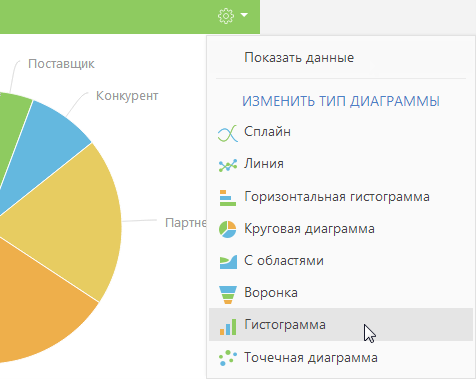 Показать данные
Поставщик
Конкурент
Партне
ИЗМЕНИТЬ ТИП ДИАГРАММЫ
Сплайн
Линия
Горизонтальная гистограмма
Круговая диаграмма
С областями
Воронка
Гистограмма
Точечная диаграмма